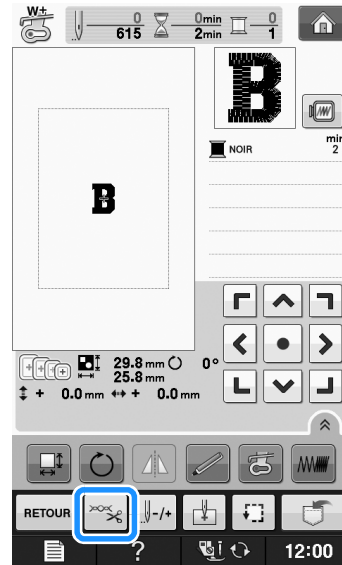 W±
0
615
0min
2min
0
1
B
NOIR
min
2
B
29.8 mm
25.8 mm
0°
+ 0.0 mm
+ 0.0 mm
RETOUR
-/+
?
12:00